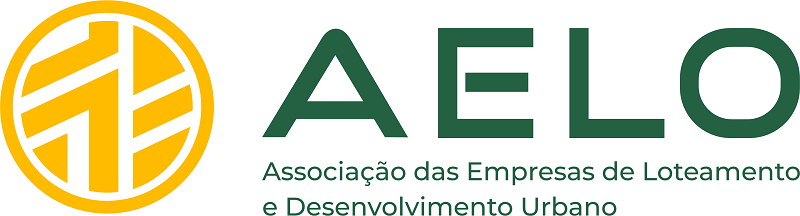 AELO
Associação das Empresas de Loteamento
e Desenvolvimento Urbano